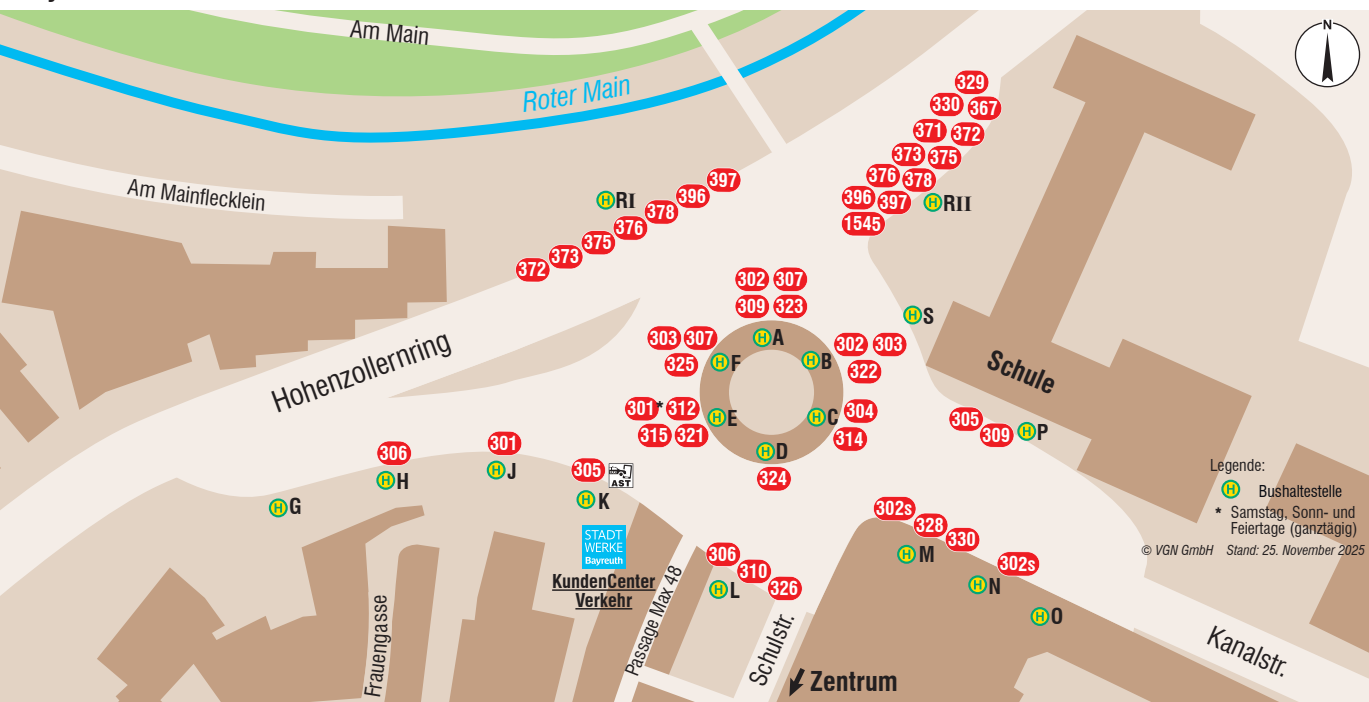 Am Main
N
Roter Main
329
330 367
371 372
373 375
376 378
396 397
1545
H RII
Am Mainflecklein
H RI
397
396
378
376
375
373
372
302 307
309 323
H A
303 307
325
H F
H B
302 303
322
H S
Schule
Hohenzollernring
301* 312
315 321
H E
H C
304
314
H D
324
305
309
H P
306
H H
301
H J
305
AST
H K
H G
Legende:
H Bushaltestelle
* Samstag, Sonn- und
Feiertage (ganztägig)
© VGN GmbH Stand: 25. November 2025
302s
328
330
302s
H M
H N
H O
STADT
WERKE
Bayreuth
KundenCenter
Verkehr
306
310
326
H L
Frauengasse
Passage Max 48
Schulstr.
Zentrum
Kanalstr.